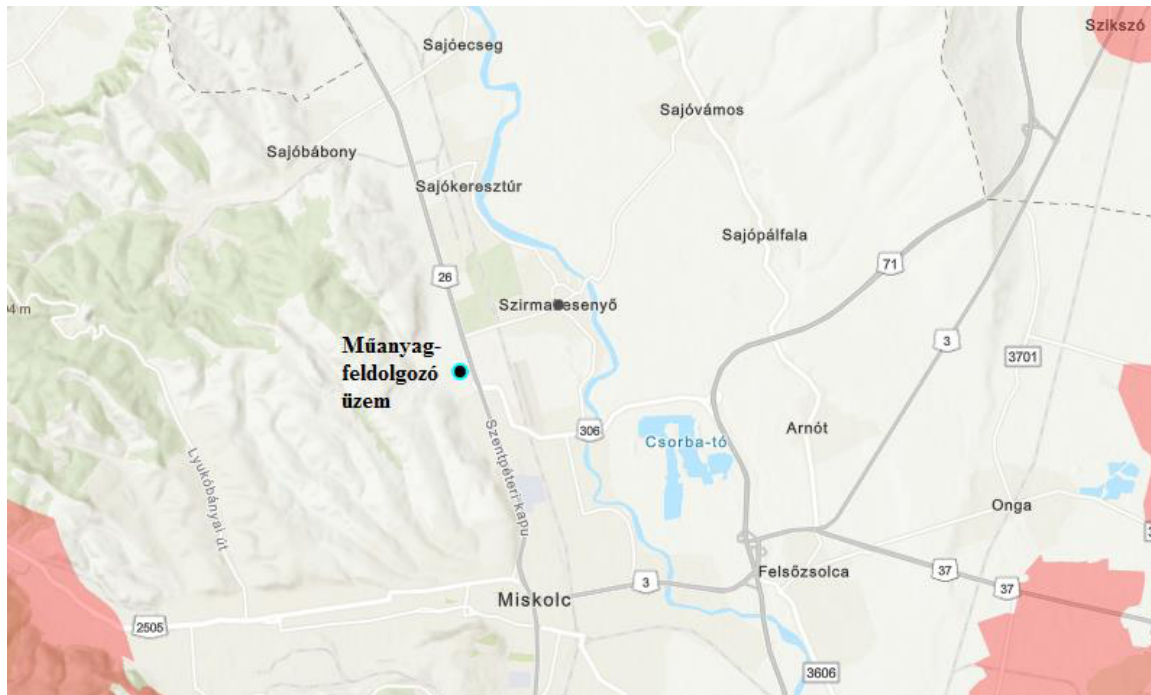 Szikszó
Sajóecseg
Sajóvámos
Sajóbábony
Sajókeresztúr
Sajópálfala
71
26
Szirmabesenyő
3
Műanyag-
feldolgozó
üzem
3701
306
Csorba-tó
Arnót
Szentpéteri kapu
Lyukóbányai út
Onga
Felsőzsolca
3
37
37
Miskolc
2505
3606